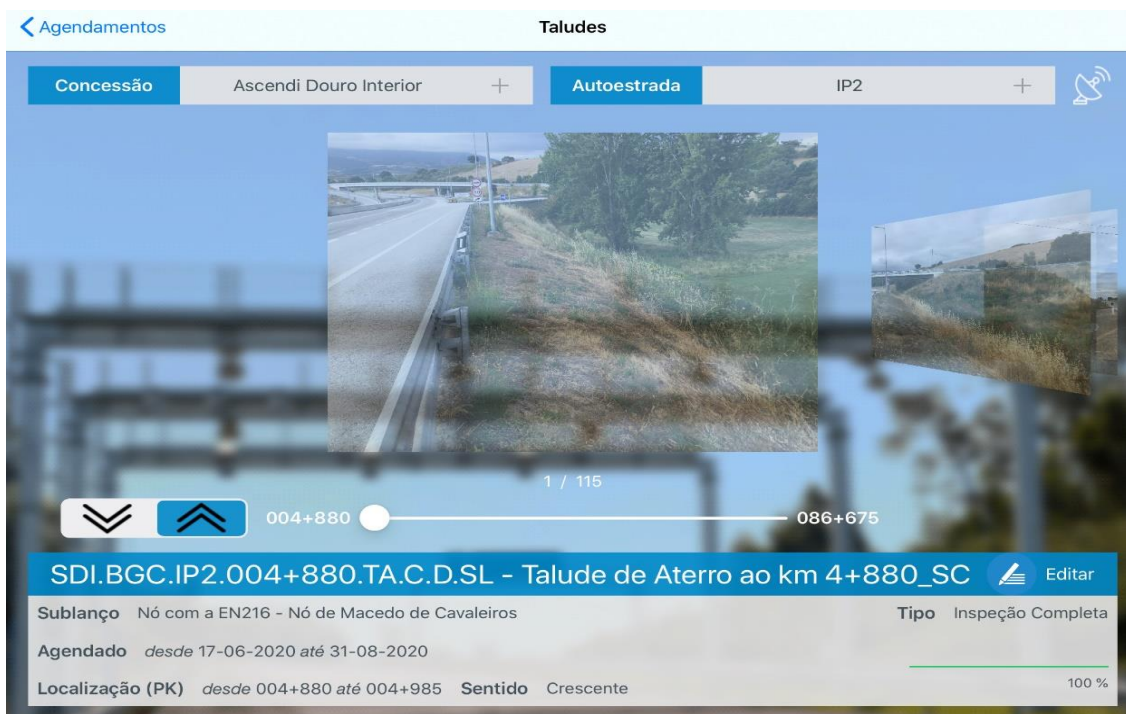 Agendamentos
Taludes
Concessão Ascendi Douro Interior + Autoestrada IP2 +
1 / 115
004+880 086+675
SDI.BGC.IP2.004+880.TA.C.D.SL - Talude de Aterro ao km 4+880_SC Editar
Sublanço Nó com a EN216 - Nó de Macedo de Cavaleiros Tipo Inspeção Completa
Agendado desde 17-06-2020 até 31-08-2020
Localização (PK) desde 004+880 até 004+985 Sentido Crescente 100 %